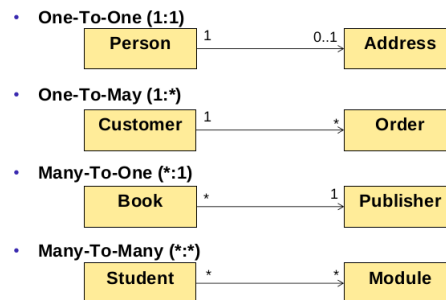 • One-To-One (1:1)
Person 1 0..1 Address
• One-To-May (1:*)
Customer 1 * Order
• Many-To-One (*:1)
Book * 1 Publisher
• Many-To-Many (*:*)
Student * * Module